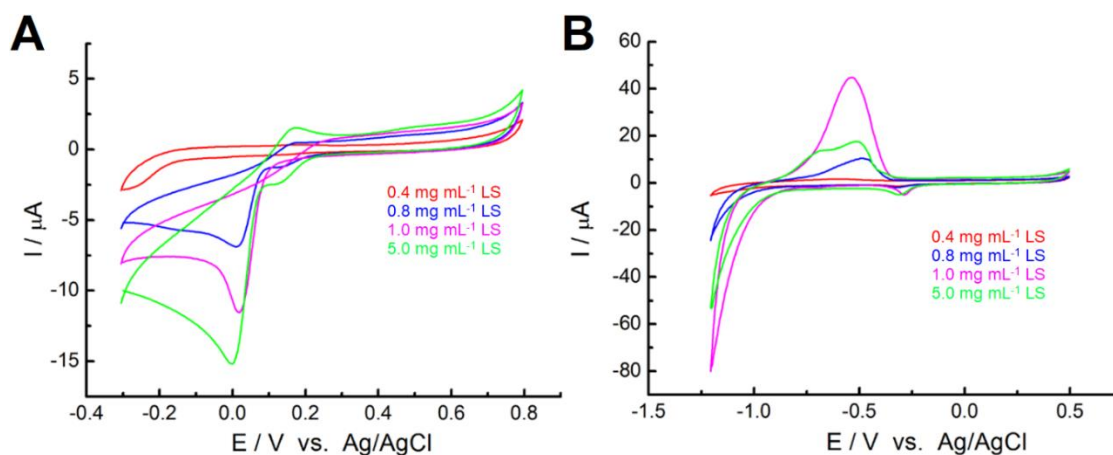 A
I / μA
5
0
-5
-10
-15
0.4 mg mL⁻¹ LS
0.8 mg mL⁻¹ LS
1.0 mg mL⁻¹ LS
5.0 mg mL⁻¹ LS
-0.4 -0.2 0.0 0.2 0.4 0.6 0.8
E / V vs. Ag/AgCl
B
I / μA
60
40
20
0
-20
-40
-60
-80
0.4 mg mL⁻¹ LS
0.8 mg mL⁻¹ LS
1.0 mg mL⁻¹ LS
5.0 mg mL⁻¹ LS
-1.5 -1.0 -0.5 0.0 0.5
E / V vs. Ag/AgCl